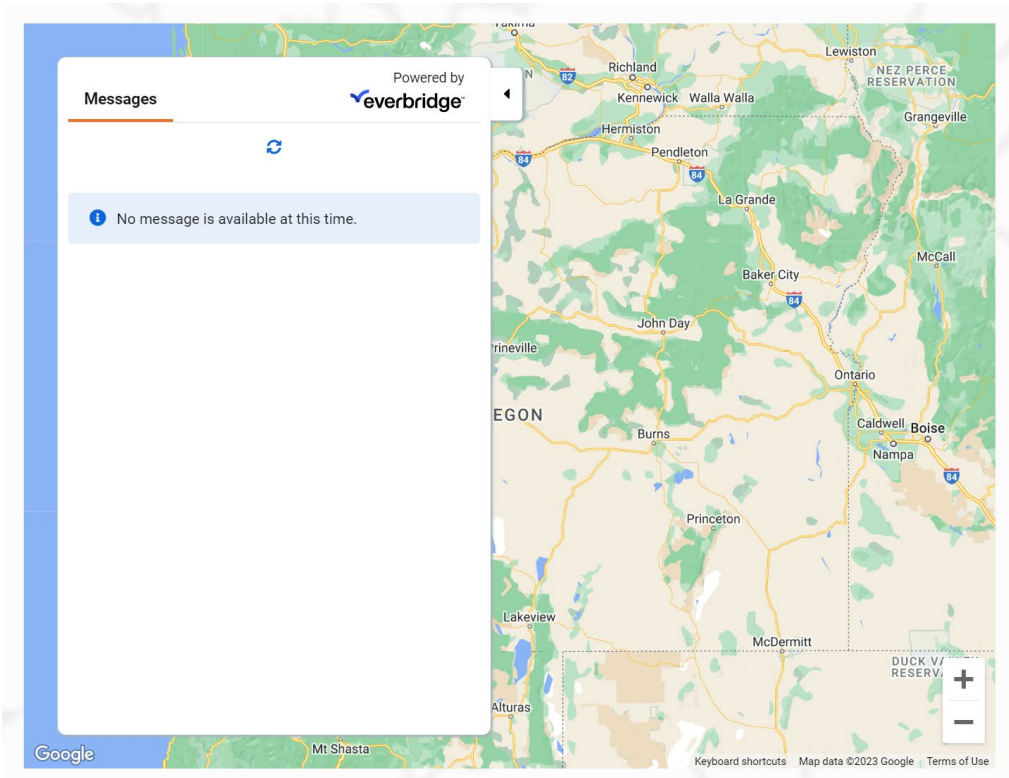 Powered by
Messages
everbridge™
No message is available at this time.
Yakima
Lewiston
82
Richland
NEZ PERCE
RESERVATION
N
Kennewick
Walla Walla
Grangeville
Hermiston
84
Pendleton
84
La Grande
McCall
Baker City
84
John Day
Prineville
Ontario
EGON
Caldwell
Boise
Burns
Nampa
84
Princeton
Lakeview
McDermitt
DUCK VA
RESERV
Alturas
Mt Shasta
Google
Keyboard shortcuts
Map data ©2023 Google
Terms of Use